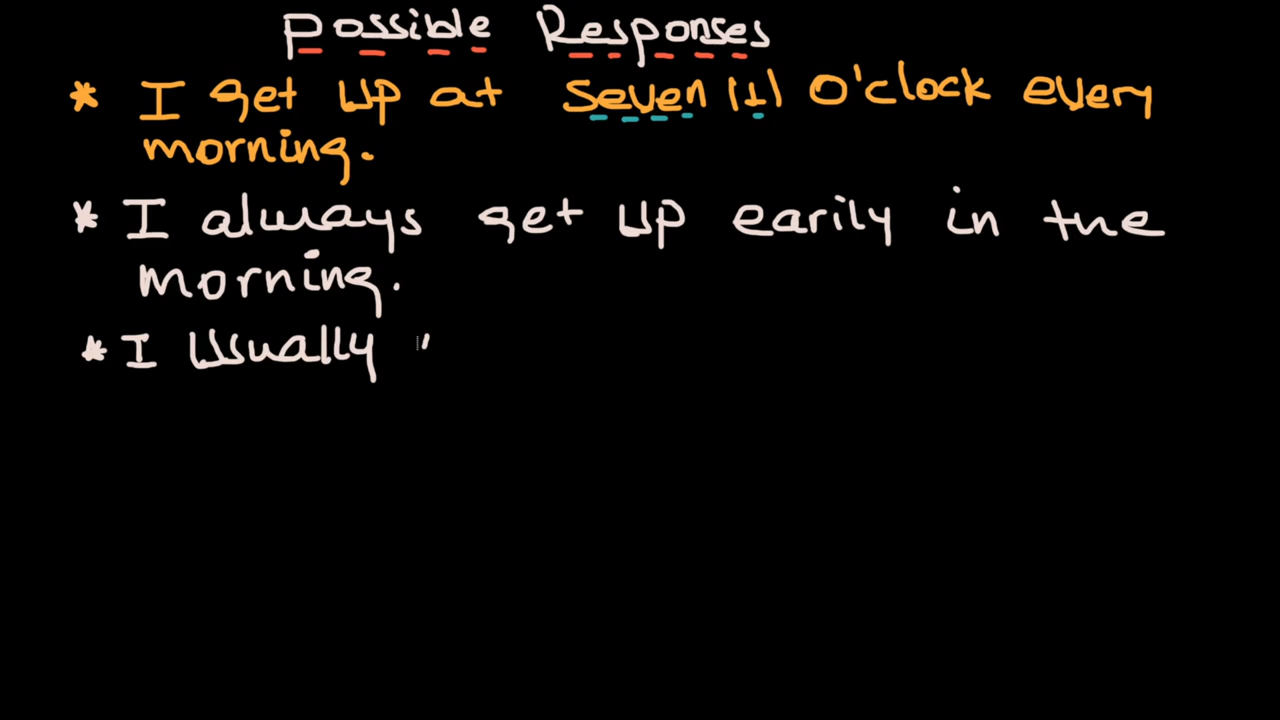 Possible Responses
* I get up at seven (7) O'clock every
morning.
* I always get up earily in the
morning.
* I Usually